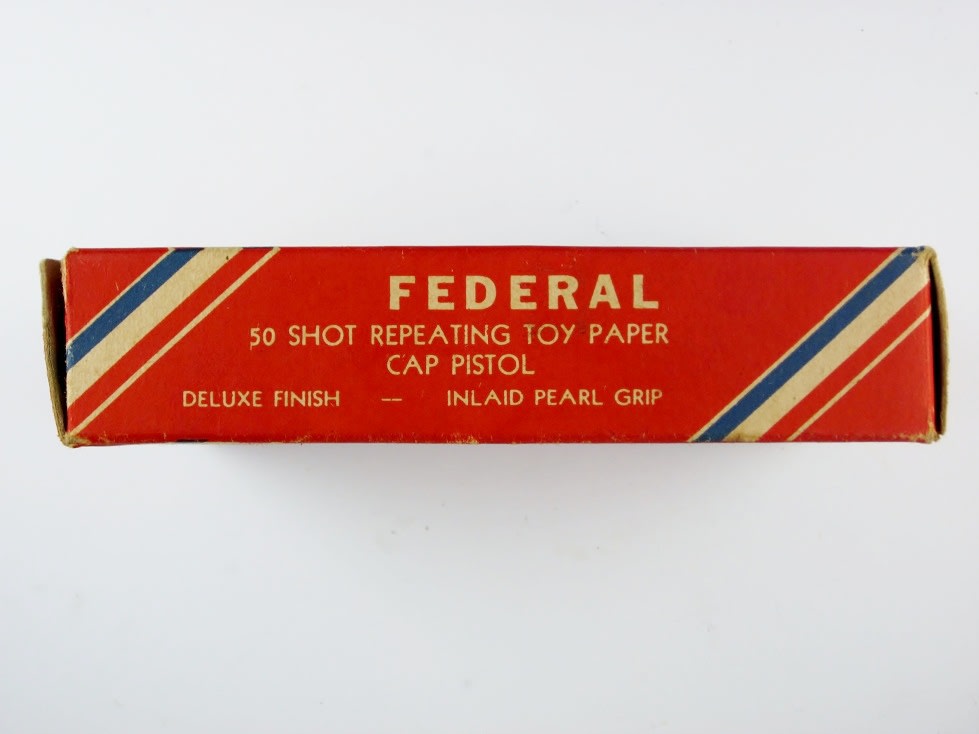 FEDERAL
50 SHOT REPEATING TOY PAPER
CAP PISTOL
DELUXE FINISH -- INLAID PEARL GRIP